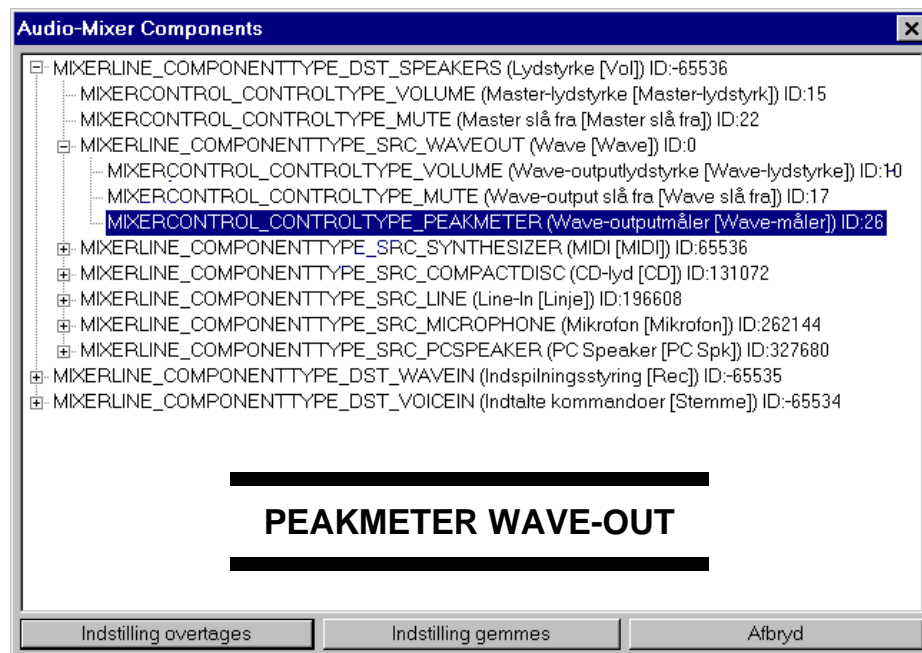 Audio-Mixer Components
MIXERLINE_COMPONENTTYPE_DST_SPEAKERS (Lydstyrke [Vol]) ID:-65536
MIXERCONTROL_CONTROLTYPE_VOLUME (Master-lydstyrke [Master-lydstyrk]) ID:15
MIXERCONTROL_CONTROLTYPE_MUTE (Master slå fra [Master slå fra]) ID:22
MIXERLINE_COMPONENTTYPE_SRC_WAVEOUT (Wave [Wave]) ID:0
MIXERCONTROL_CONTROLTYPE_VOLUME (Wave-outputlydstyrke [Wave-lydstyrke]) ID:10
MIXERCONTROL_CONTROLTYPE_MUTE (Wave-output slå fra [Wave slå fra]) ID:17
MIXERCONTROL_CONTROLTYPE_PEAKMETER (Wave-outputmåler [Wave-måler]) ID:26
MIXERLINE_COMPONENTTYPE_SRC_SYNTHESIZER (MIDI [MIDI]) ID:65536
MIXERLINE_COMPONENTTYPE_SRC_COMPACTDISC (CD-lyd [CD]) ID:131072
MIXERLINE_COMPONENTTYPE_SRC_LINE (Line-In [Linje]) ID:196608
MIXERLINE_COMPONENTTYPE_SRC_MICROPHONE (Mikrofon [Mikrofon]) ID:262144
MIXERLINE_COMPONENTTYPE_SRC_PCSPEAKER (PC Speaker [PC Spk]) ID:327680
MIXERLINE_COMPONENTTYPE_DST_WAVEIN (Indspilningsstyring [Rec]) ID:-65535
MIXERLINE_COMPONENTTYPE_DST_VOICEIN (Indtalte kommandoer [Stemme]) ID:-65534
PEAKMETER WAVE-OUT
Indstilling overtages
Indstilling gemmes
Afbryd